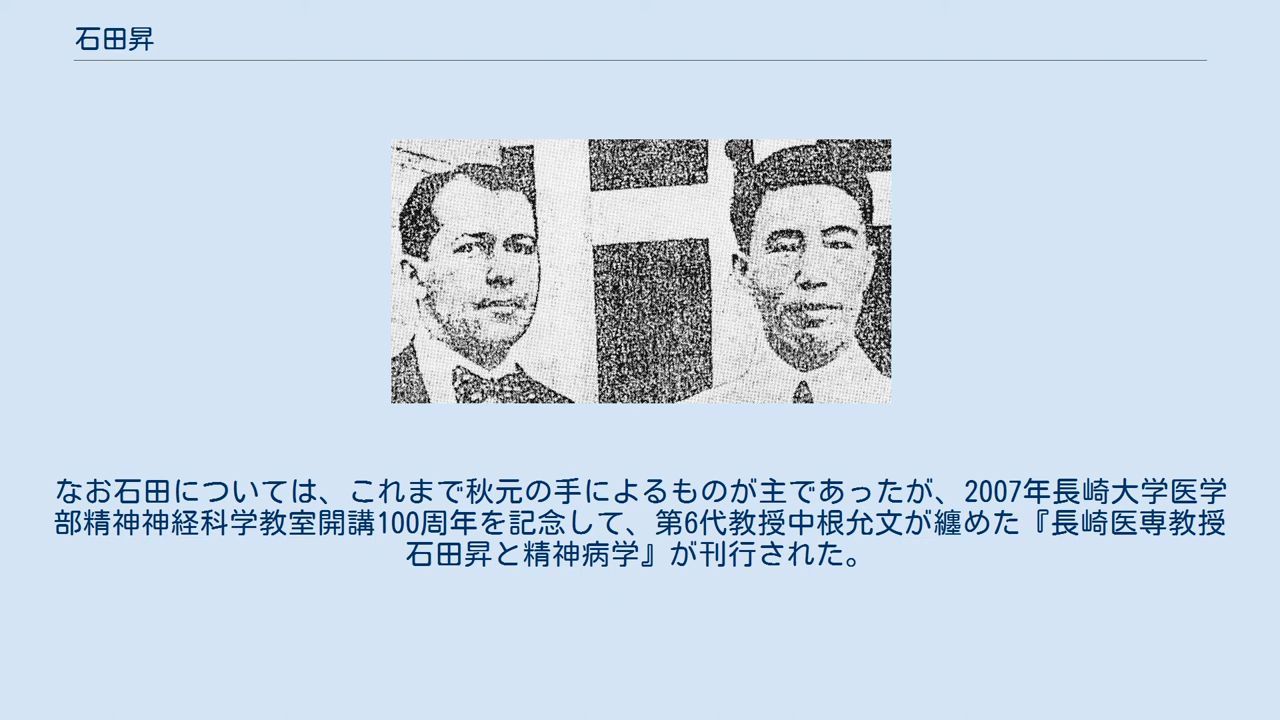 石田昇
なお石田については、これまで秋元の手によるものが主であったが、2007年長崎大学医学
部精神神経科学教室開講100周年を記念して、第6代教授中根允文が纏めた『長崎医専教授
石田昇と精神病学』が刊行された。